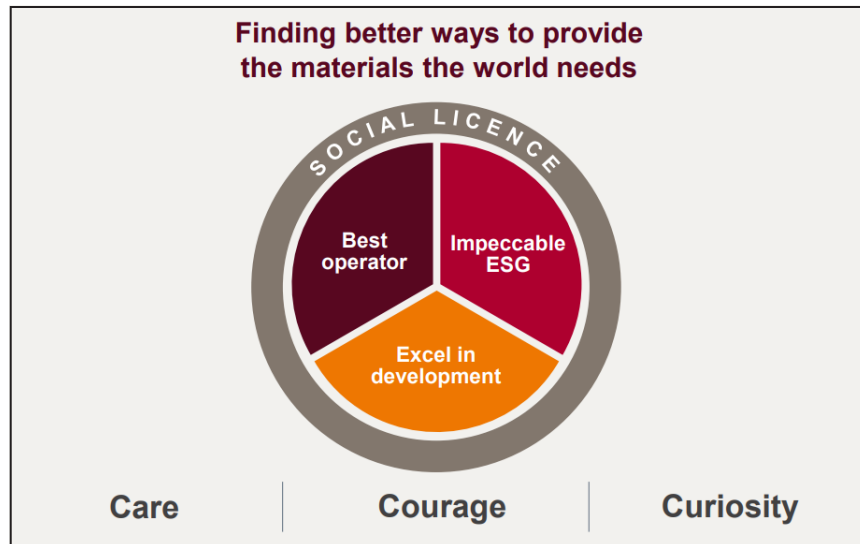 Finding better ways to provide
the materials the world needs
SOCIAL LICENCE
Best
operator
Impeccable
ESG
Excel in
development
Care
Courage
Curiosity